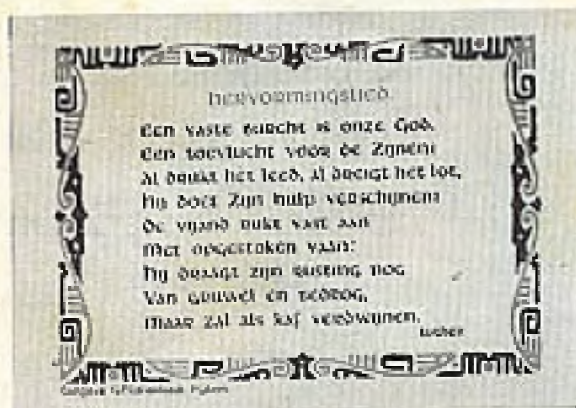 Hervormingslied
Een vaste burcht is onze God,
Een toevlucht voor de Zijnen!
Al drukt het leed, al dreigt het lot,
Hij doet Zijn hulp verschijnen!
De vijand rukt vast aan
Met opgestoken vaan!
Hij draagt zijn rusting nog
Van gruwel en bedrog,
Maar zal als kaf verdwijnen.
Luther